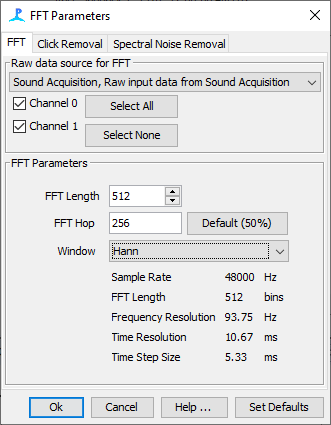 FFT Parameters
FFT Click Removal Spectral Noise Removal
Raw data source for FFT
Sound Acquisition, Raw input data from Sound Acquisition
Channel 0 Select All
Channel 1 Select None
FFT Parameters
FFT Length 512
FFT Hop 256 Default (50%)
Window Hann
Sample Rate 48000 Hz
FFT Length 512 bins
Frequency Resolution 93.75 Hz
Time Resolution 10.67 ms
Time Step Size 5.33 ms
Ok Cancel Help ... Set Defaults